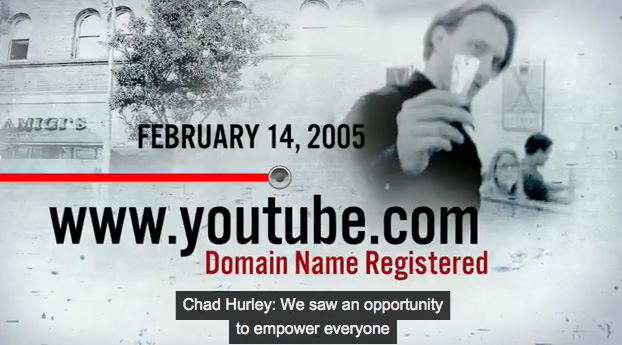 AMIGI'S
FEBRUARY 14, 2005
www.youtube.com
Domain Name Registered
Chad Hurley: We saw an opportunity
to empower everyone